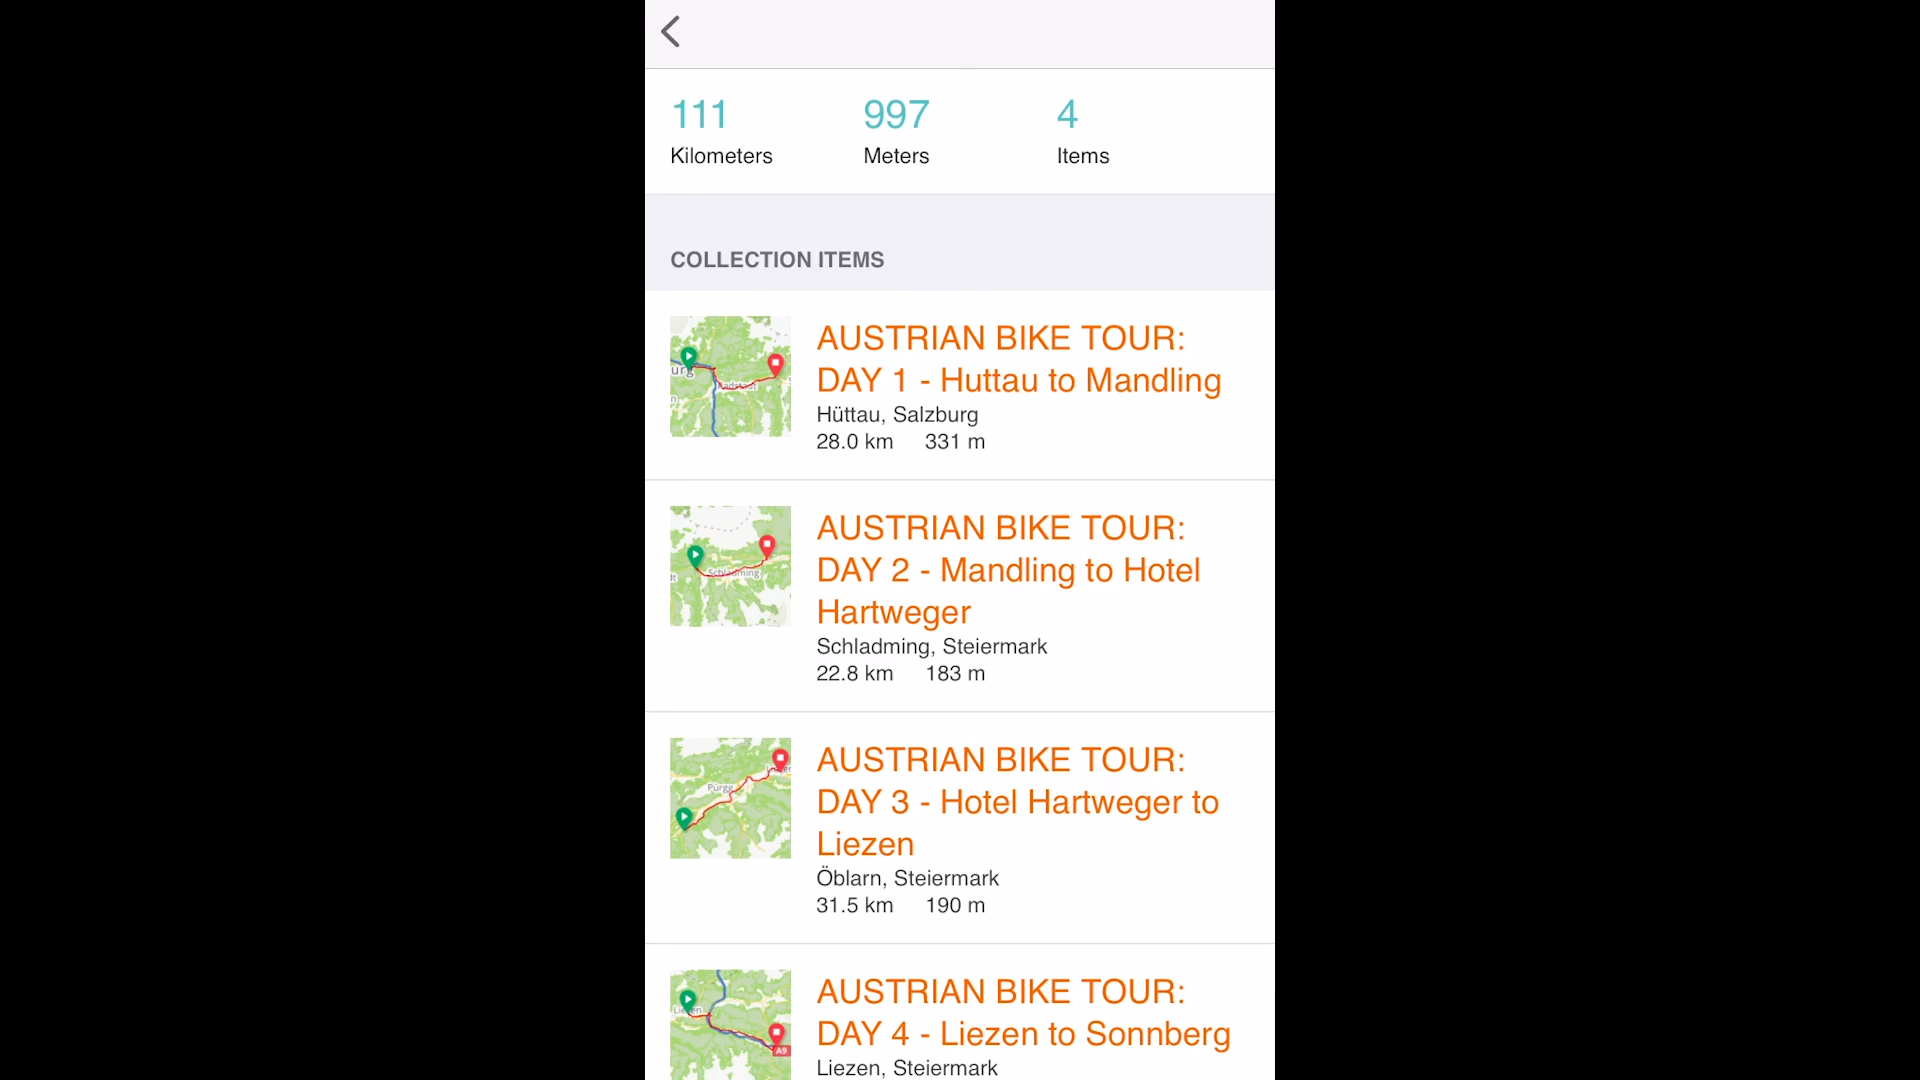 111
Kilometers
997
Meters
4
Items
COLLECTION ITEMS
AUSTRIAN BIKE TOUR:
DAY 1 - Huttau to Mandling
Hüttau, Salzburg
28.0 km 331 m
AUSTRIAN BIKE TOUR:
DAY 2 - Mandling to Hotel
Hartweger
Schladming, Steiermark
22.8 km 183 m
Schladming
AUSTRIAN BIKE TOUR:
DAY 3 - Hotel Hartweger to
Liezen
Öblarn, Steiermark
31.5 km 190 m
Pürgg
AUSTRIAN BIKE TOUR:
DAY 4 - Liezen to Sonnberg
Liezen, Steiermark
A9